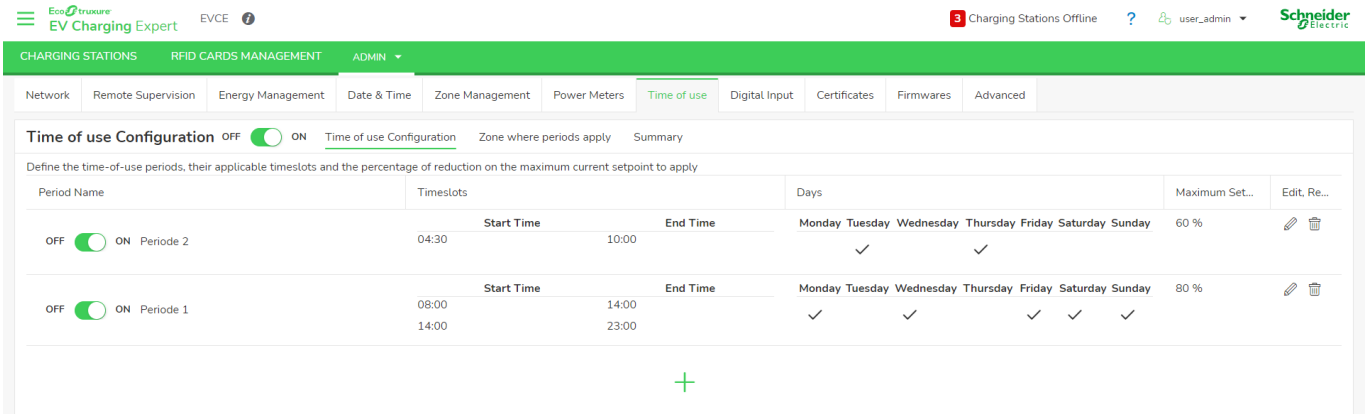 EcoStruxure
EV Charging Expert
EVCE
3 Charging Stations Offline
?
user_admin
Schneider
Electric
CHARGING STATIONS RFID CARDS MANAGEMENT ADMIN
Network Remote Supervision Energy Management Date & Time Zone Management Power Meters Time of use Digital Input Certificates Firmwares Advanced
Time of use Configuration OFF ON Time of use Configuration Zone where periods apply Summary
Define the time-of-use periods, their applicable timeslots and the percentage of reduction on the maximum current setpoint to apply
Period Name Timeslots Days Maximum Set... Edit, Re...
Start Time End Time Monday Tuesday Wednesday Thursday Friday Saturday Sunday 60 %
OFF ON Periode 2 04:30 10:00
Start Time End Time Monday Tuesday Wednesday Thursday Friday Saturday Sunday 80 %
OFF ON Periode 1 08:00 14:00
14:00 23:00